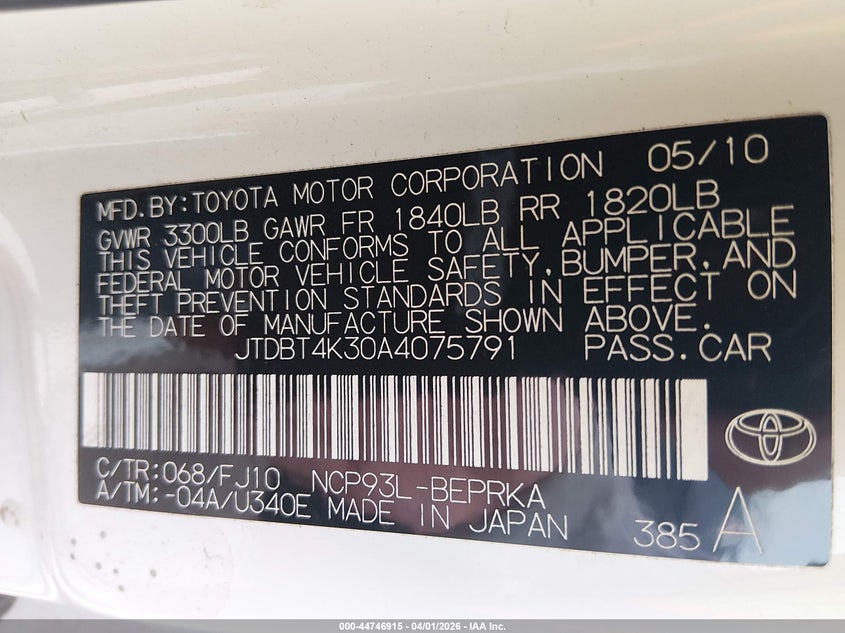 MFD.BY:TOYOTA MOTOR CORPORATION 05/10
GVWR 3300LB GAWR FR 1840LB RR 1820LB
THIS VEHICLE CONFORMS TO ALL APPLICABLE
FEDERAL MOTOR VEHICLE SAFETY,BUMPER,AND
THEFT PREVENTION STANDARDS IN EFFECT ON
THE DATE OF MANUFACTURE SHOWN ABOVE.
JTDBT4K30A4075791 PASS.CAR
C/TR:068/FJ10 NCP93L-BEPRKA
A/TM:-04A/U340E MADE IN JAPAN 385 A
000-44746915 - 04/01/2026 - IAA Inc.